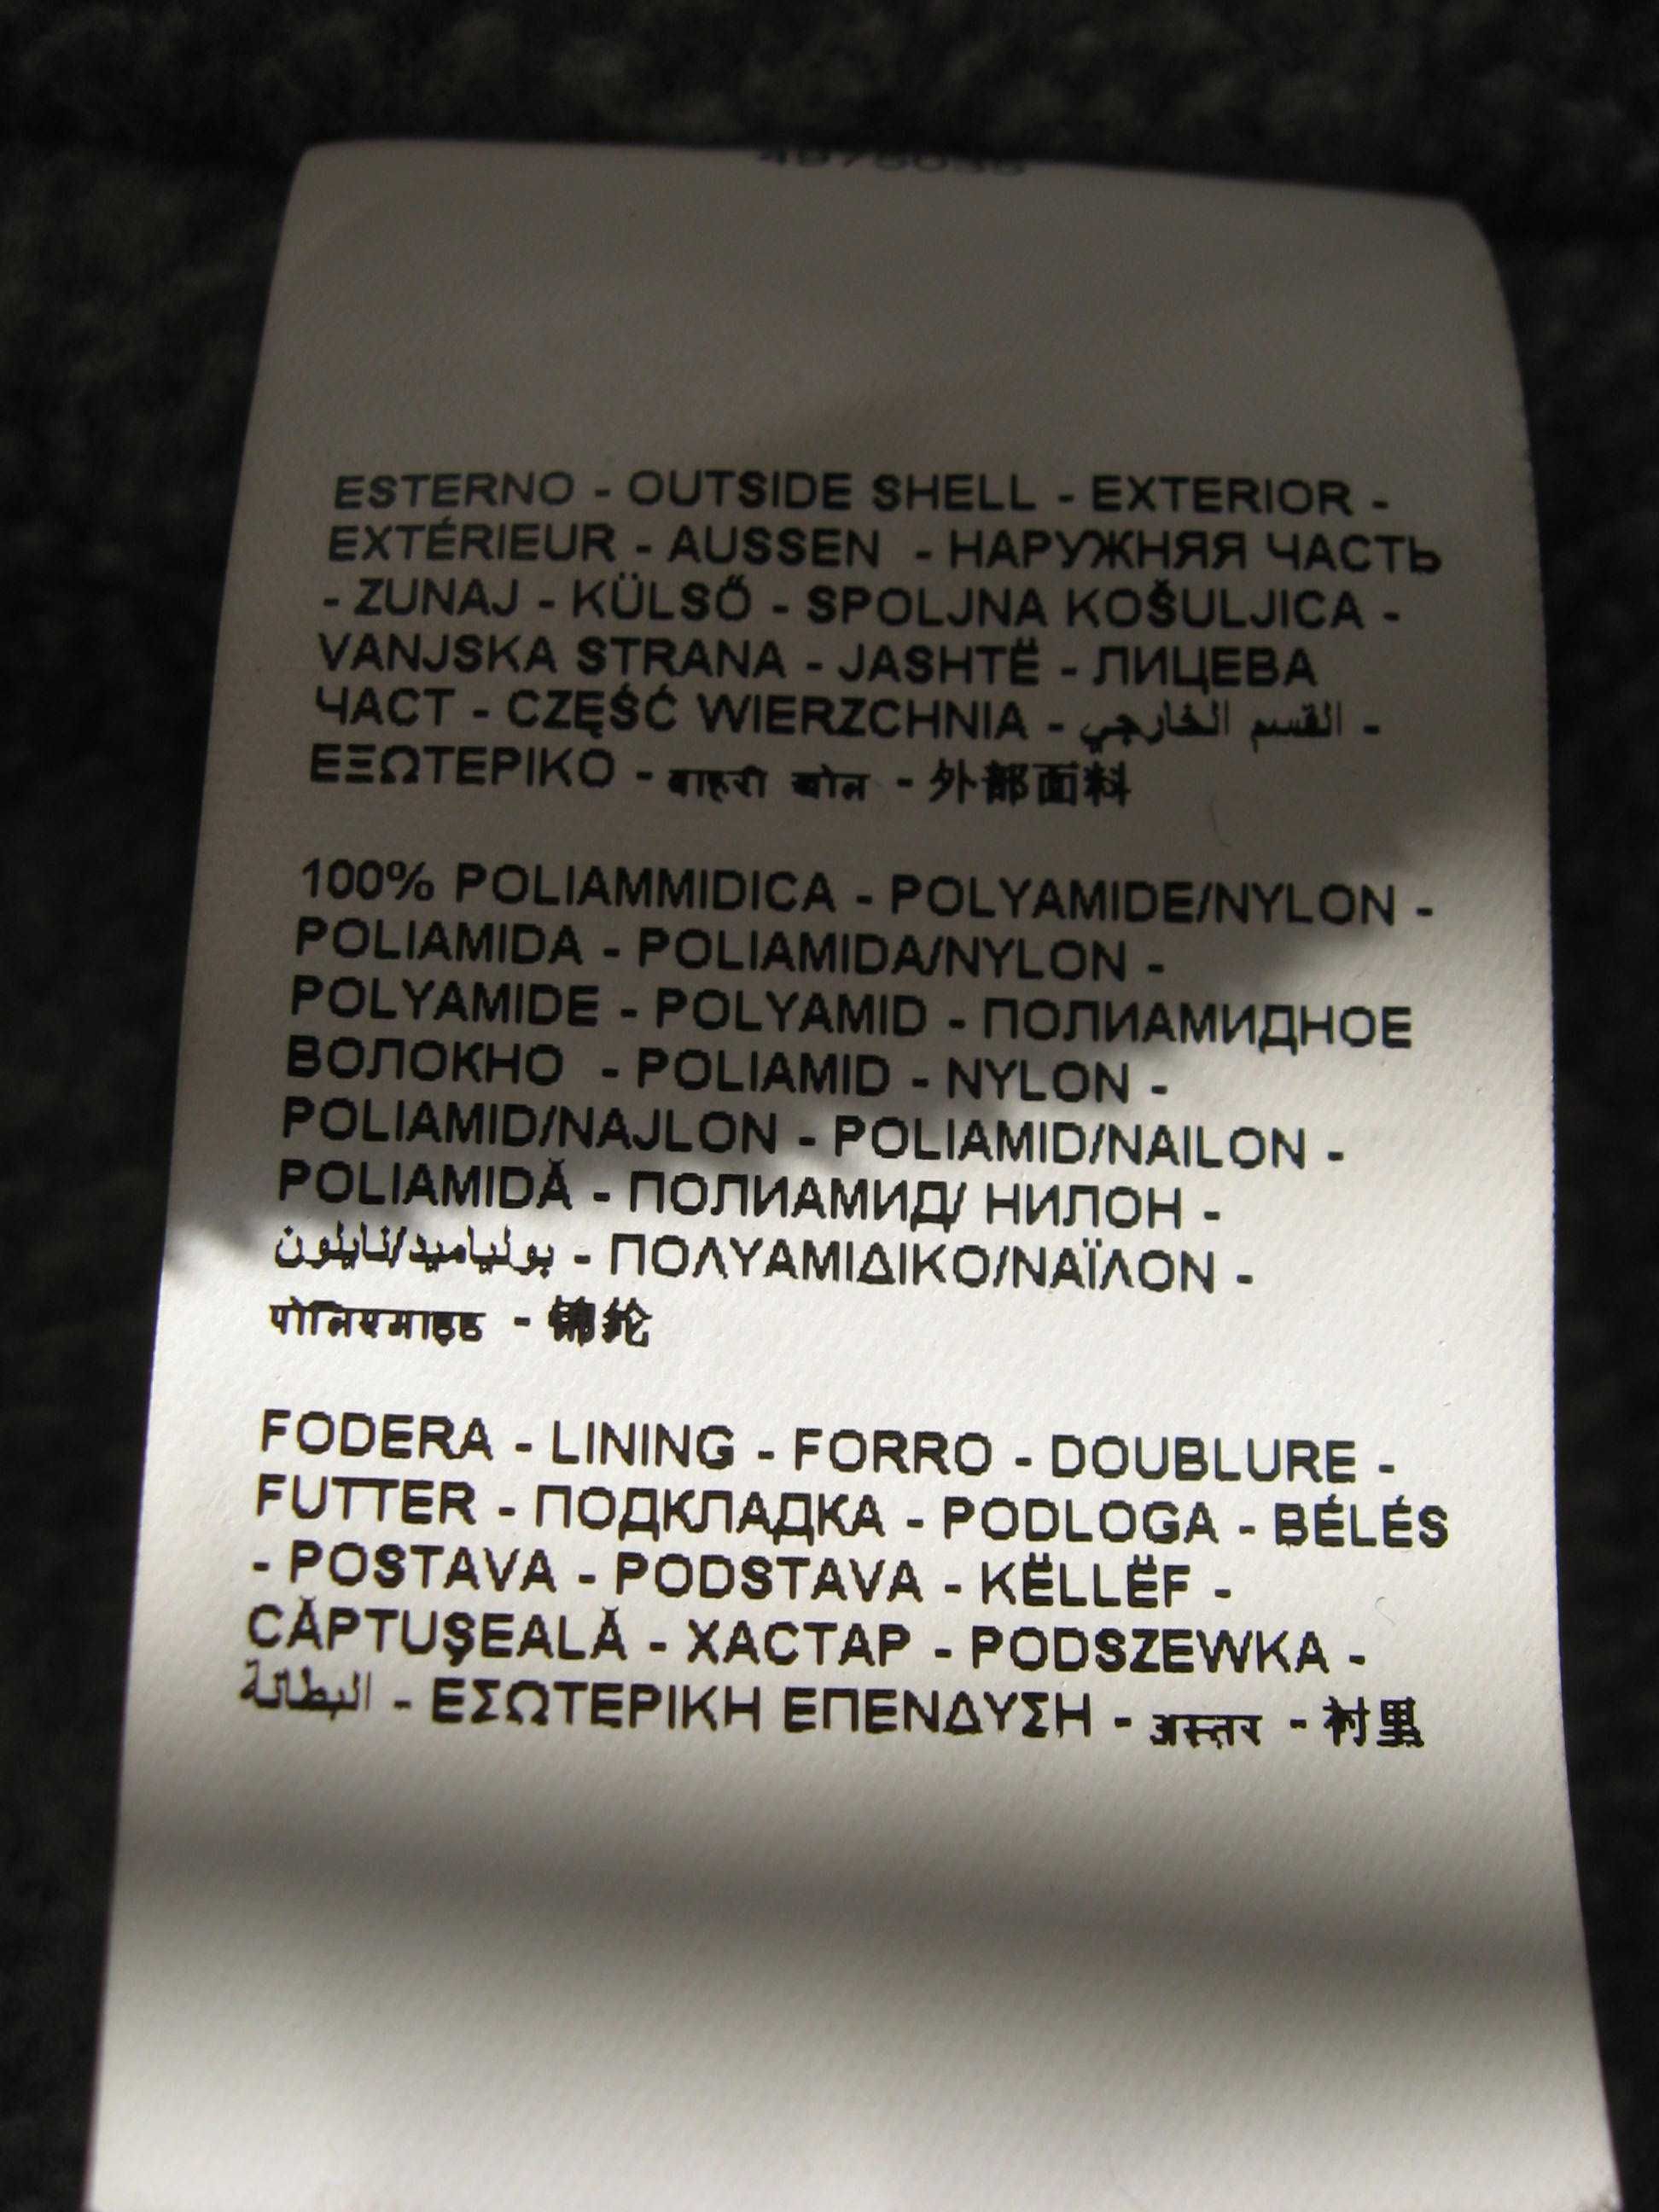 ESTERNO - OUTSIDE SHELL - EXTERIOR -
EXTÉRIEUR - AUSSEN - НАРУЖНЯЯ ЧАСТЬ
- ZUNAJ - KÜLSŐ - SPOLJNA KOŠULJICA -
VANJSKA STRANA - JASHTË - ЛИЦЕВА
ЧАСТ - CZĘŚĆ WIERZCHNIA - القسم الخارجي -
ΕΞΩΤΕΡΙΚΟ - बाहरी खोल - 外部面料
100% POLIAMMIDICA - POLYAMIDE/NYLON -
POLIAMIDA - POLIAMIDA/NYLON -
POLYAMIDE - POLYAMID - ПОЛИАМИДНОЕ
ВОЛОКНО - POLIAMID - NYLON -
POLIAMID/NAJLON - POLIAMID/NAILON -
POLIAMIDĂ - ПОЛИАМИД/ НИЛОН -
بولياميد/نايلون - ΠΟΛΥΑΜΙΔΙΚΟ/ΝΑΪΛΟΝ -
पोलिएमाइड - 锦纶
FODERA - LINING - FORRO - DOUBLURE -
FUTTER - ПОДКЛАДКА - PODLOGA - BÉLÉS
- POSTAVA - PODSTAVA - KËLLËF -
CĂPTUŞEALĂ - ХАСТАР - PODSZEWKA -
البطانة - ΕΣΩΤΕΡΙΚΗ ΕΠΕΝΔΥΣΗ - अस्तर - 衬里